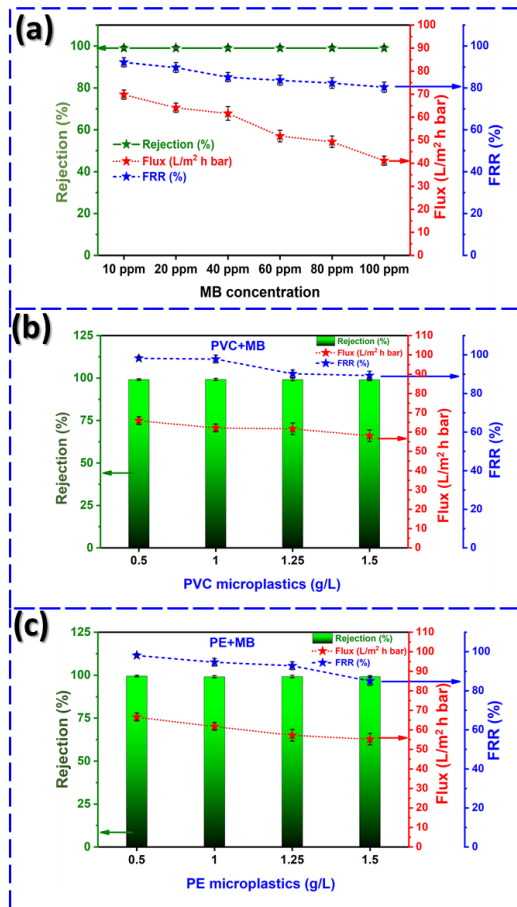 (a)
Rejection (%)
100
80
60
40
20
0
Rejection (%)
Flux (L/m² h bar)
FRR (%)
10 ppm 20 ppm 40 ppm 60 ppm 80 ppm 100 ppm
MB concentration
100
90
80
70
60
50
40
30
20
10
0
Flux (L/m² h bar)
100
80
60
40
20
0
FRR (%)
(b)
Rejection (%)
125
100
75
50
25
0
PVC+MB
Rejection (%)
Flux (L/m² h bar)
FRR (%)
0.5 1 1.25 1.5
PVC microplastics (g/L)
110
100
90
80
70
60
50
40
30
20
10
0
Flux (L/m² h bar)
100
80
60
40
20
0
FRR (%)
(c)
Rejection (%)
125
100
75
50
25
0
PE+MB
Rejection (%)
Flux (L/m² h bar)
FRR (%)
0.5 1 1.25 1.5
PE microplastics (g/L)
110
100
90
80
70
60
50
40
30
20
10
0
Flux (L/m² h bar)
100
80
60
40
20
0
FRR (%)